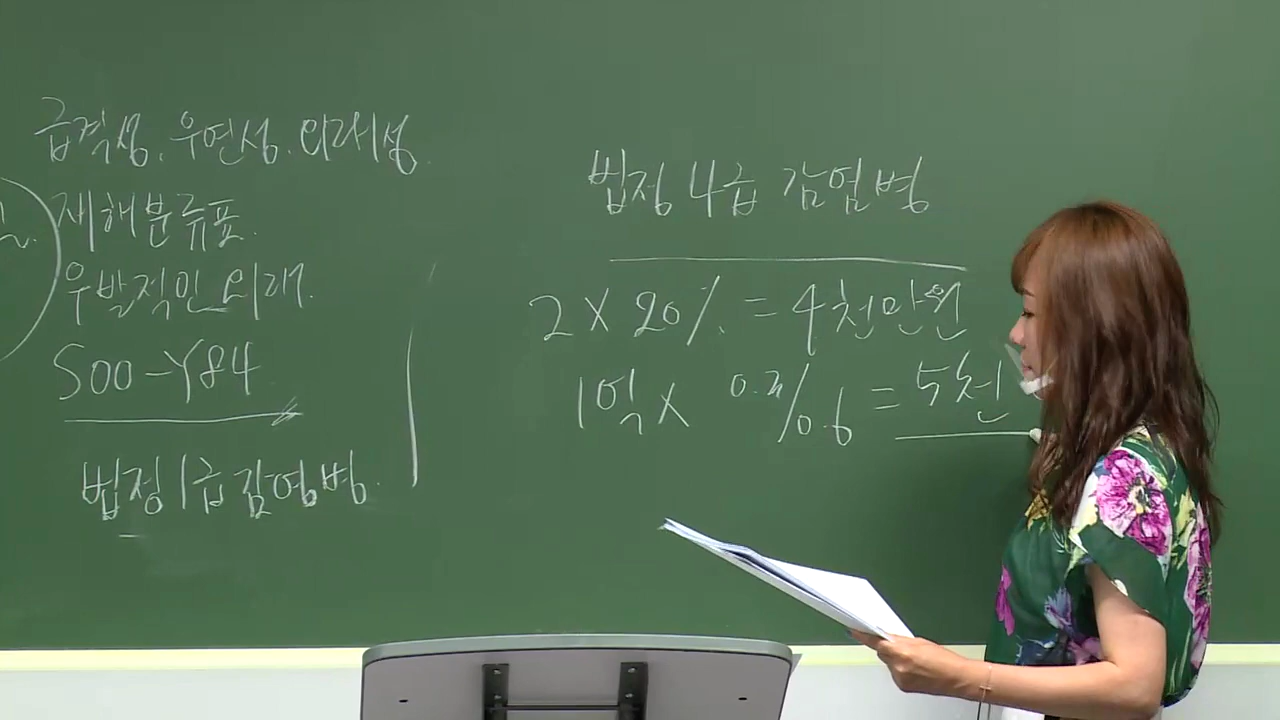 급격성. 우연성. 외래성.
재해분류표.
우발적인 외래.
S00-Y84
법정1급감염병.
법정 4급 감염병
2 X 20% = 4천만원
1억 X 0.3/0.6 = 5천